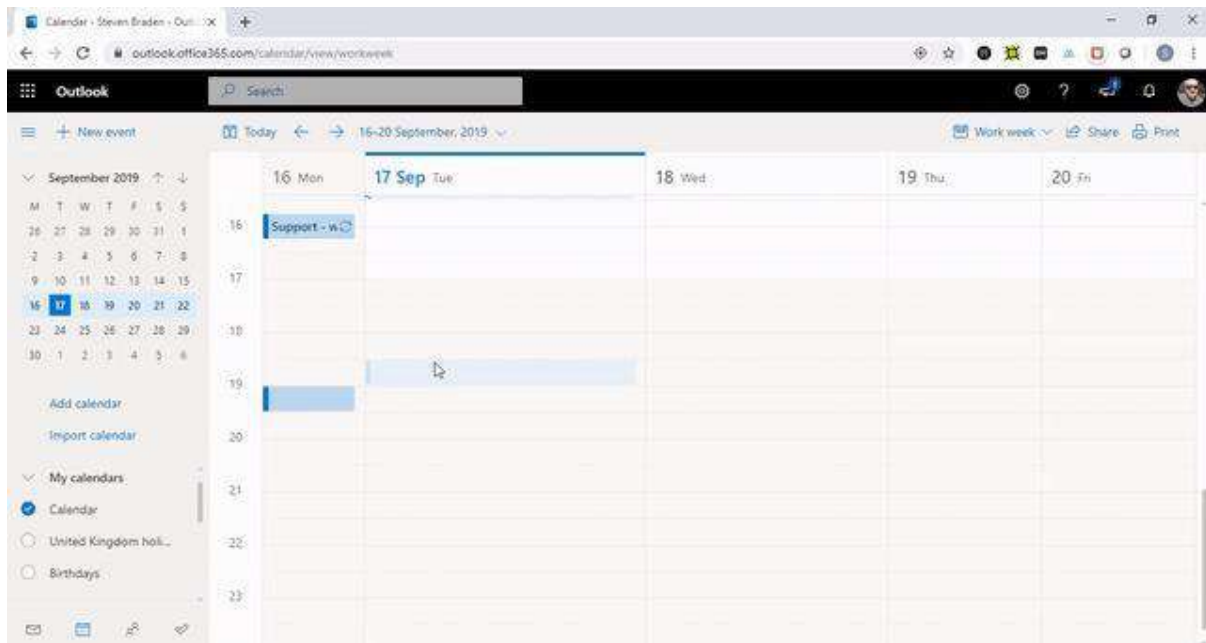 Calendar - Steven Braden - Out
outlook.office365.com/calendar/view/workweek
Outlook
Search
New event
Today
16-20 September, 2019
Work week
Share
Print
September 2019
M T W T F S S
26 27 28 29 30 31 1
2 3 4 5 6 7 8
9 10 11 12 13 14 15
16 17 18 19 20 21 22
23 24 25 26 27 28 29
30 1 2 3 4 5 6
Add calendar
Import calendar
My calendars
Calendar
United Kingdom holi...
Birthdays
16 Mon
17 Sep Tue
18 Wed
19 Thu
20 Fri
16
Support - w
17
18
19
20
21
22
23